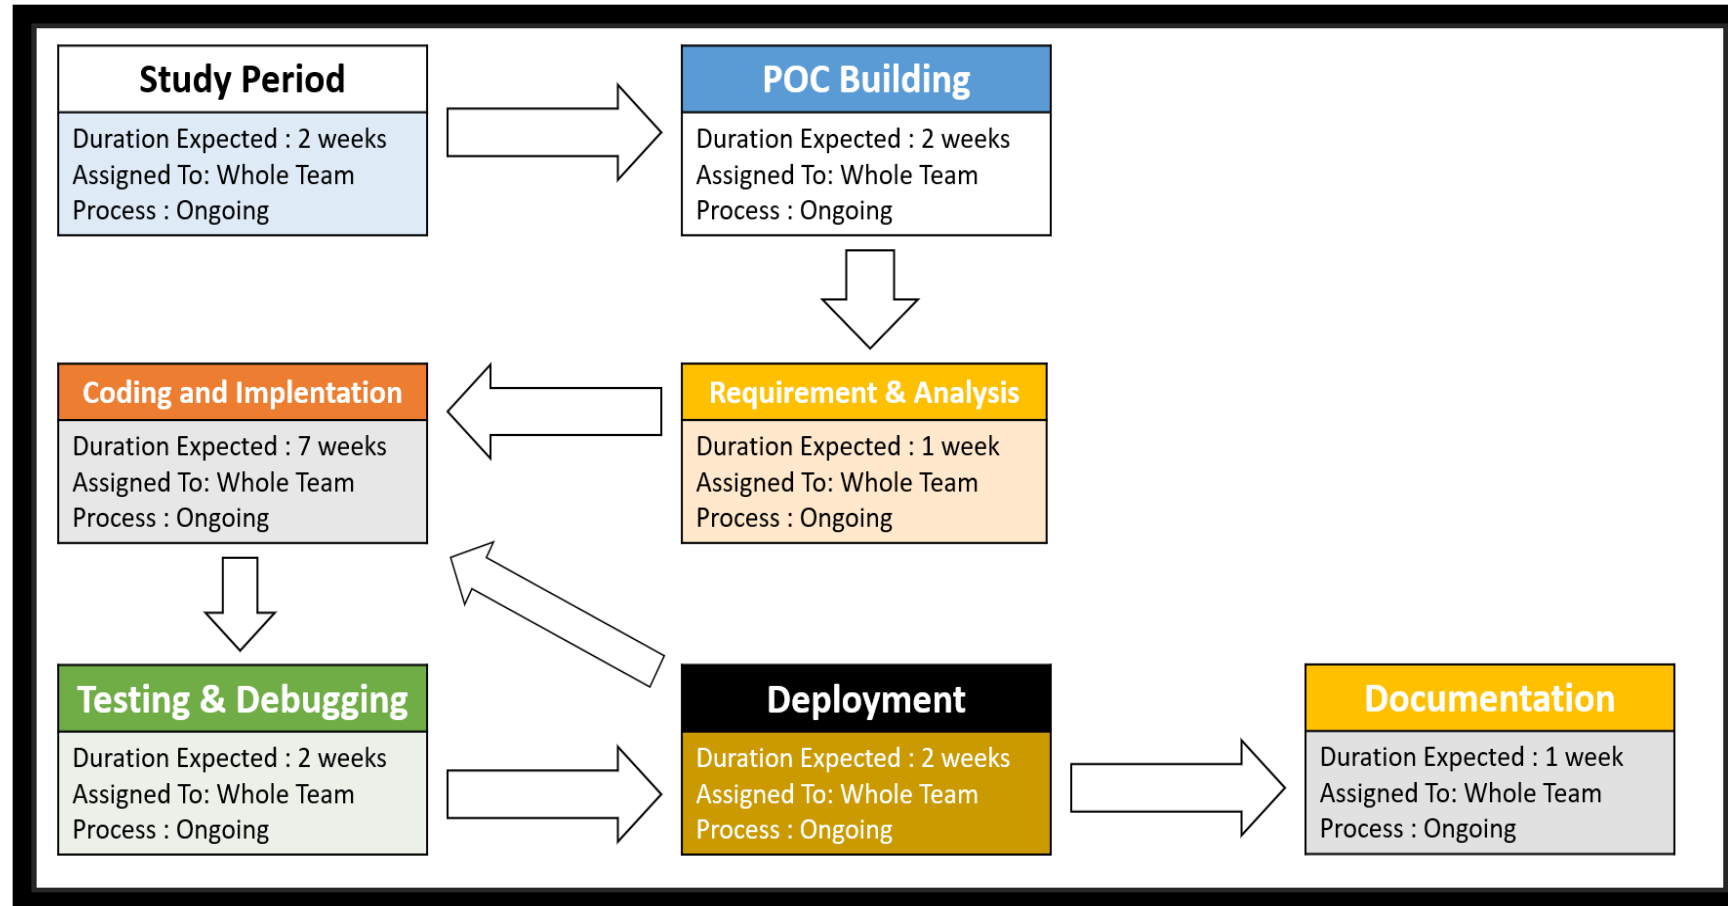 Study Period
Duration Expected : 2 weeks
Assigned To: Whole Team
Process : Ongoing
POC Building
Duration Expected : 2 weeks
Assigned To: Whole Team
Process : Ongoing
Requirement & Analysis
Duration Expected : 1 week
Assigned To: Whole Team
Process : Ongoing
Coding and Implentation
Duration Expected : 7 weeks
Assigned To: Whole Team
Process : Ongoing
Testing & Debugging
Duration Expected : 2 weeks
Assigned To: Whole Team
Process : Ongoing
Deployment
Duration Expected : 2 weeks
Assigned To: Whole Team
Process : Ongoing
Documentation
Duration Expected : 1 week
Assigned To: Whole Team
Process : Ongoing